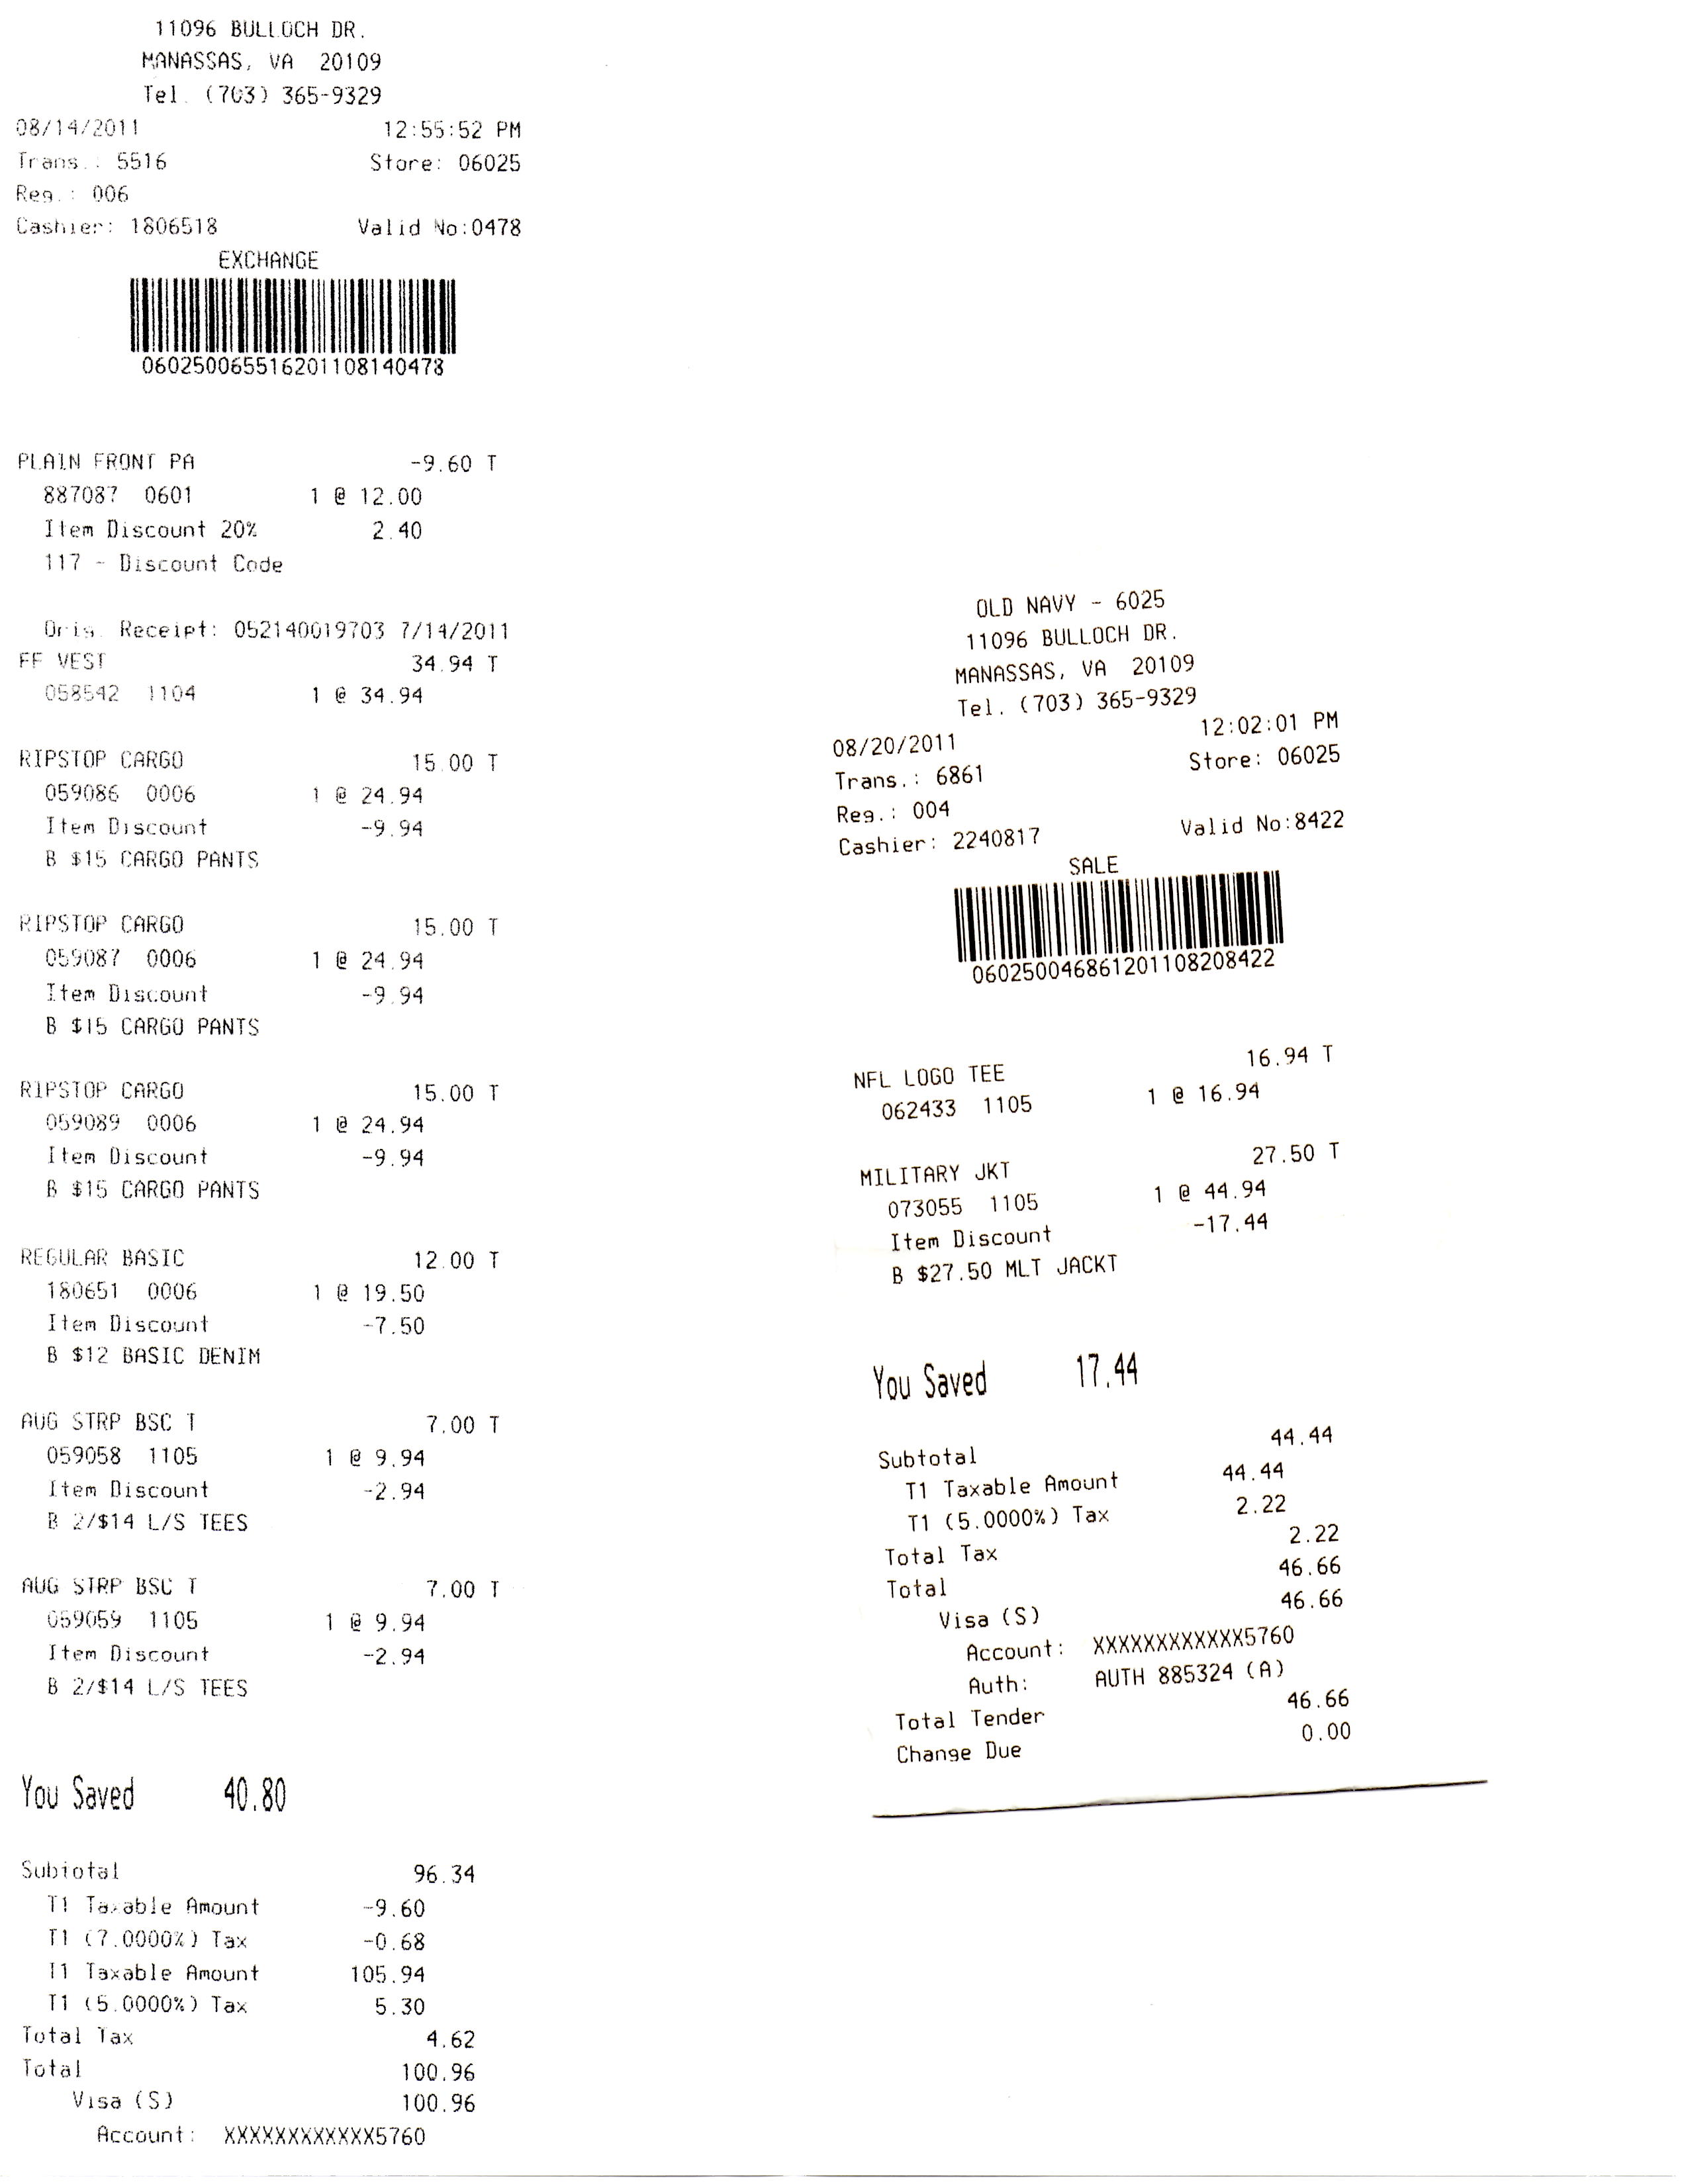 11096 BULLOCH DR.
MANASSAS, VA 20109
Tel. (703) 365-9329
08/14/2011 12:55:52 PM
Trans.: 5516 Store: 06025
Reg.: 006
Cashier: 1806518 Valid No:0478
EXCHANGE
0602500655162011081404​78
PLAIN FRONT PA -9.60 T
887087 0601 1 @ 12.00
Item Discount 20% 2.40
117 - Discount Code
Orig. Receipt: 052140019703 7/14/2011
FF VEST 34.94 T
058542 1104 1 @ 34.94
RIPSTOP CARGO 15.00 T
059086 0006 1 @ 24.94
Item Discount -9.94
B $15 CARGO PANTS
RIPSTOP CARGO 15.00 T
059087 0006 1 @ 24.94
Item Discount -9.94
B $15 CARGO PANTS
RIPSTOP CARGO 15.00 T
059089 0006 1 @ 24.94
Item Discount -9.94
B $15 CARGO PANTS
REGULAR BASIC 12.00 T
180651 0006 1 @ 19.50
Item Discount -7.50
B $12 BASIC DENIM
AUG STRP BSC T 7.00 T
059058 1105 1 @ 9.94
Item Discount -2.94
B 2/$14 L/S TEES
AUG STRP BSC T 7.00 T
059059 1105 1 @ 9.94
Item Discount -2.94
B 2/$14 L/S TEES
You Saved 40.80
Subtotal 96.34
T1 Taxable Amount -9.60
T1 (7.0000%) Tax -0.68
T1 Taxable Amount 105.94
T1 (5.0000%) Tax 5.30
Total Tax 4.62
Total 100.96
Visa (S) 100.96
Account: XXXXXXXXXXXX5760
OLD NAVY - 6025
11096 BULLOCH DR.
MANASSAS, VA 20109
Tel. (703) 365-9329
08/20/2011 12:02:01 PM
Trans.: 6861 Store: 06025
Reg.: 004
Cashier: 2240817 Valid No:8422
SALE
0602500468612011082​08422
NFL LOGO TEE 16.94 T
062433 1105 1 @ 16.94
MILITARY JKT 27.50 T
073055 1105 1 @ 44.94
Item Discount -17.44
B $27.50 MLT JACKT
You Saved 17.44
Subtotal 44.44
T1 Taxable Amount 44.44
T1 (5.0000%) Tax 2.22
Total Tax 2.22
Total 46.66
Visa (S) 46.66
Account: XXXXXXXXXXXX5760
Auth: AUTH 885324 (A)
Total Tender 46.66
Change Due 0.00